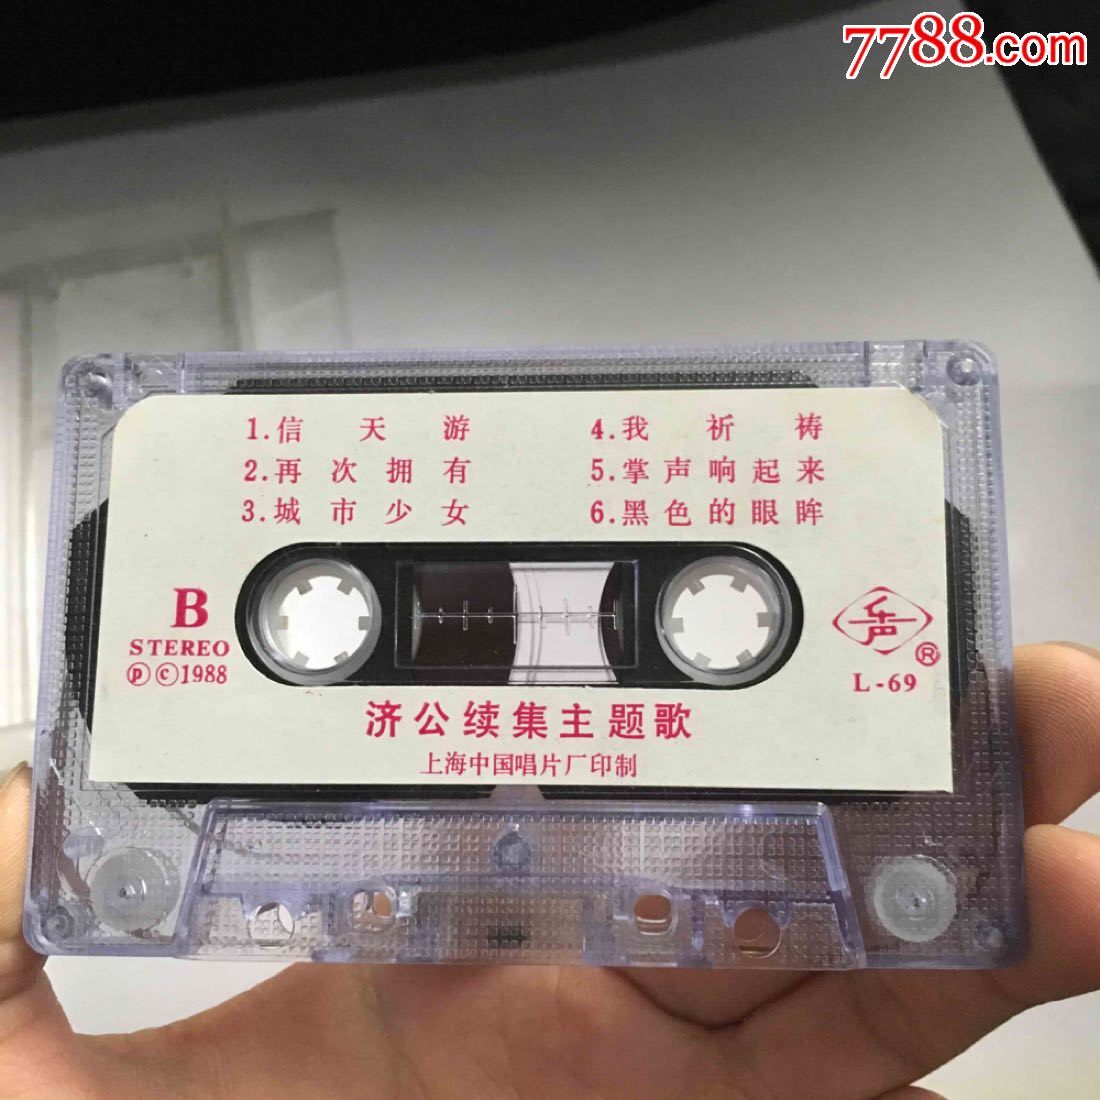 7788.com
1.信天游
2.再次拥有
3.城市少女
4.我祈祷
5.掌声响起来
6.黑色的眼眸
B
STEREO
ⓟⓒ1988
声
®
L-69
济公续集主题歌
上海中国唱片厂印制